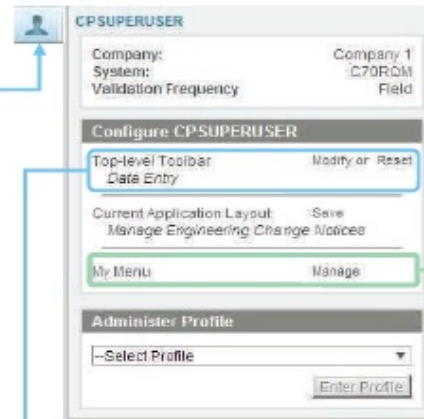 CPSUPERUSER
Company: Company 1
System: C70ROM
Validation Frequency Field
Configure CPSUPERUSER
Top-level Toolbar Modify or Reset
Data Entry
Current Application Layout Save
Manage Engineering Change Notices
My Menu Manage
Administer Profile
--Select Profile
Enter Profile